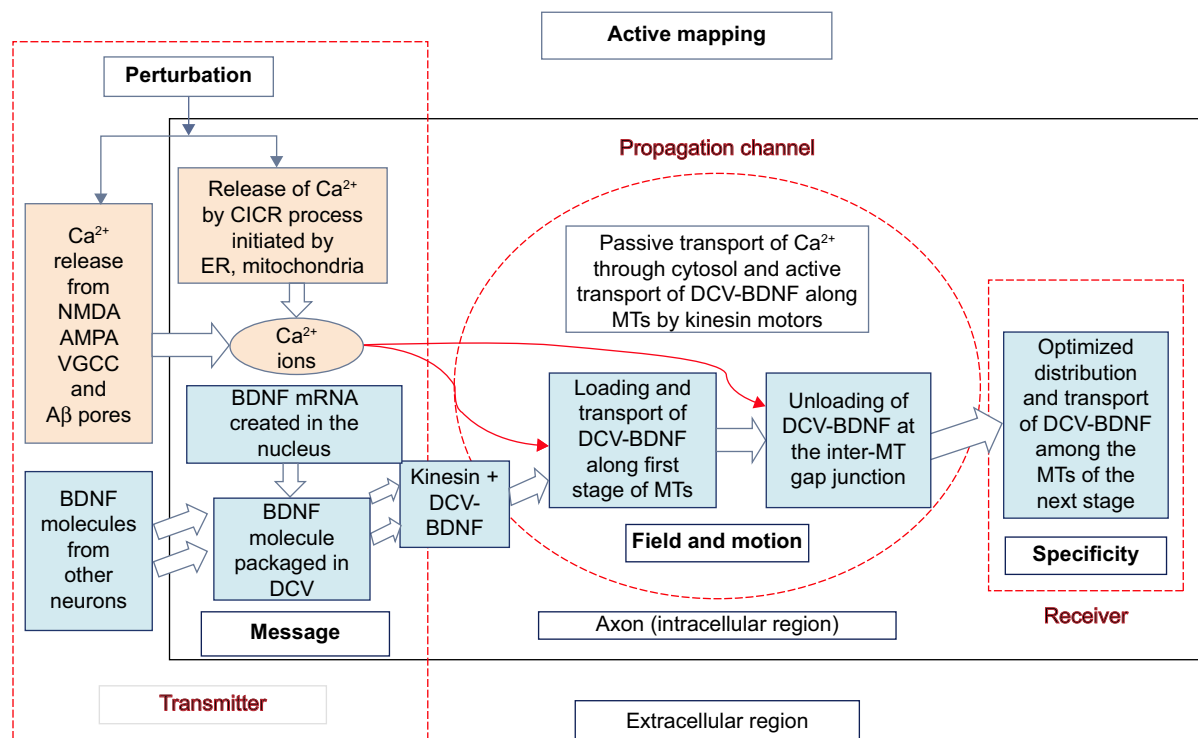 Active mapping
Perturbation
Propagation channel
Release of Ca²⁺
by CICR process
initiated by
ER, mitochondria
Ca²⁺
release
from
NMDA
AMPA
VGCC
and
Aβ pores
Passive transport of Ca²⁺
through cytosol and active
transport of DCV-BDNF along
MTs by kinesin motors
Ca²⁺
ions
BDNF mRNA
created in the
nucleus
Loading and
transport of
DCV-BDNF
along first
stage of MTs
Unloading of
DCV-BDNF at
the inter-MT
gap junction
Optimized
distribution
and transport
of DCV-BDNF
among the
MTs of the
next stage
BDNF
molecules
from
other
neurons
BDNF
molecule
packaged in
DCV
Kinesin +
DCV-
BDNF
Field and motion
Specificity
Message
Axon (intracellular region)
Receiver
Transmitter
Extracellular region